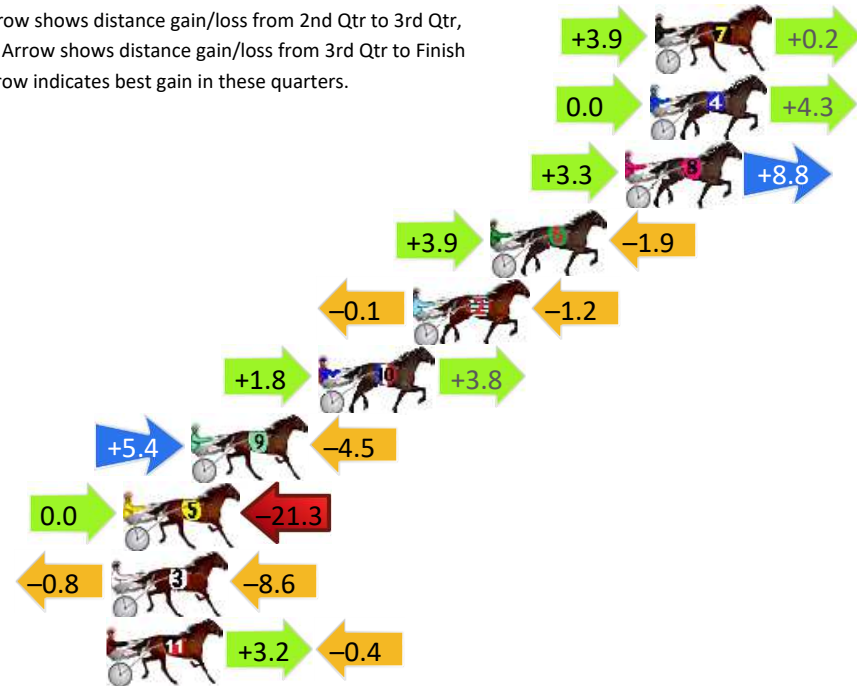 row shows distance gain/loss from 2nd Qtr to 3rd Qtr,
Arrow shows distance gain/loss from 3rd Qtr to Finish
row indicates best gain in these quarters.
+3.9 7 +0.2
0.0 4 +4.3
+3.3 8 +8.8
+3.9 6 –1.9
–0.1 2 –1.2
+1.8 10 +3.8
+5.4 9 –4.5
0.0 5 –21.3
–0.8 3 –8.6
11 +3.2 –0.4